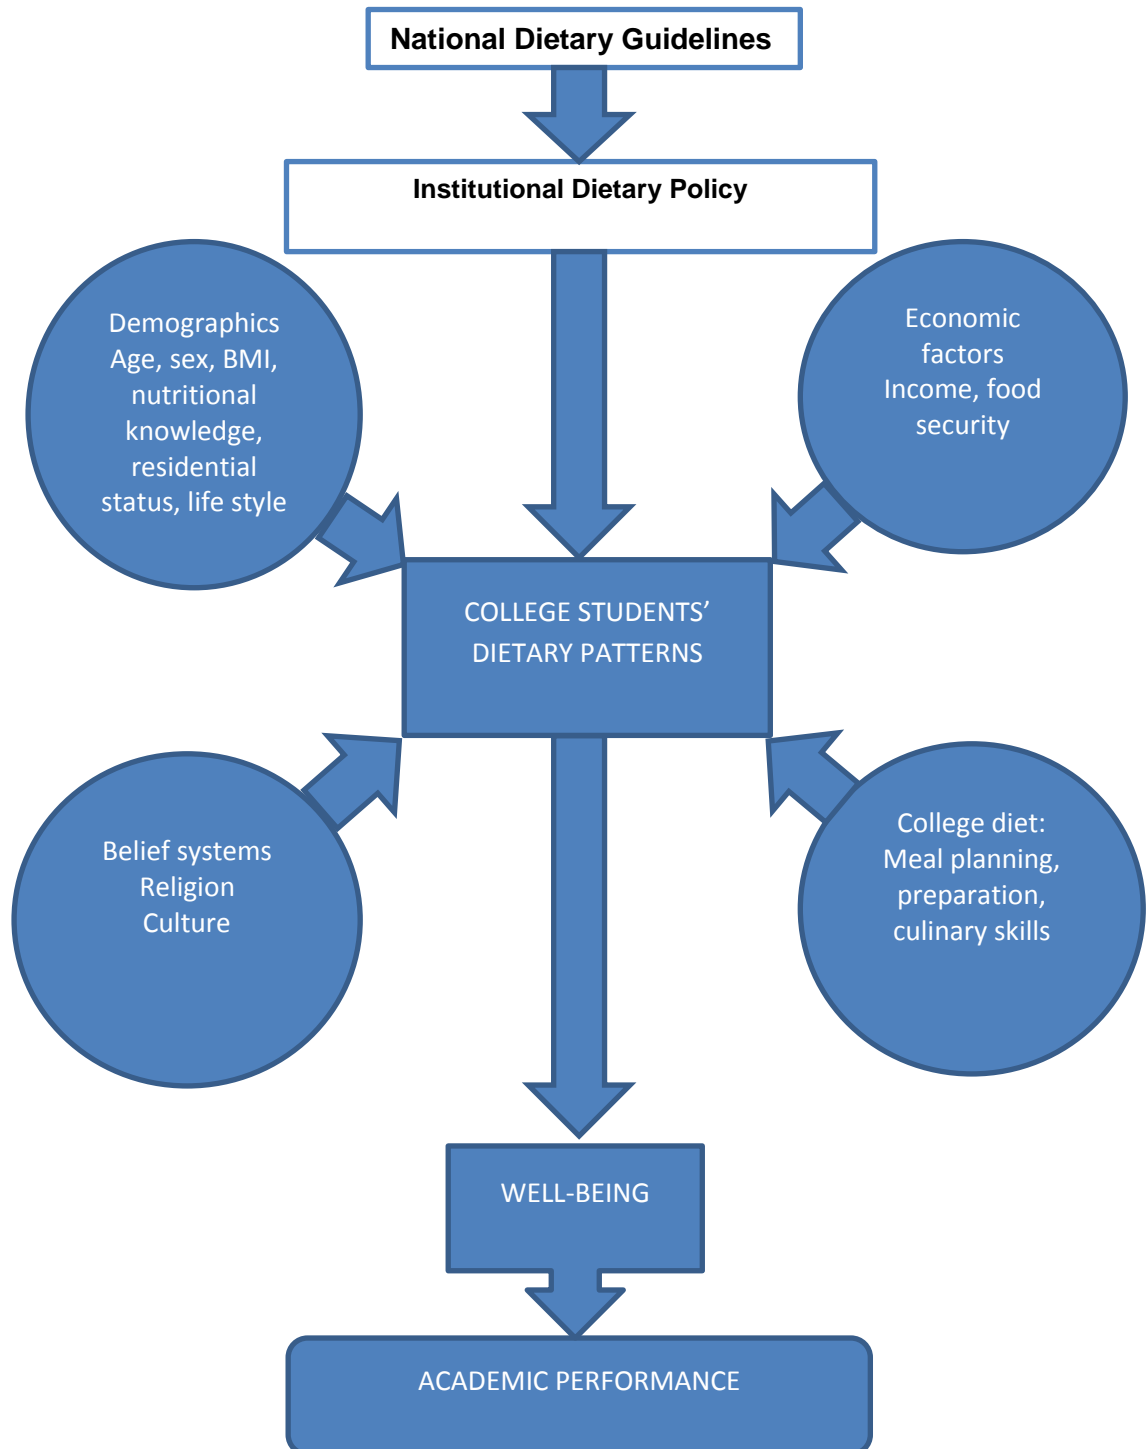 National Dietary Guidelines
Institutional Dietary Policy
Demographics
Age, sex, BMI,
nutritional
knowledge,
residential
status, life style
Economic
factors
Income, food
security
COLLEGE STUDENTS’
DIETARY PATTERNS
Belief systems
Religion
Culture
College diet:
Meal planning,
preparation,
culinary skills
WELL-BEING
ACADEMIC PERFORMANCE